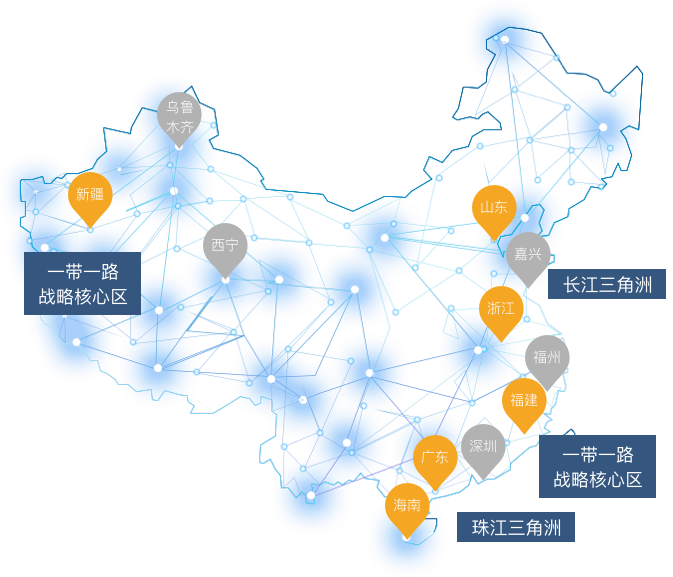 乌鲁
木齐
新疆
山东
西宁
嘉兴
一带一路
战略核心区
长江三角洲
浙江
福州
福建
深圳
广东
一带一路
战略核心区
海南
珠江三角洲